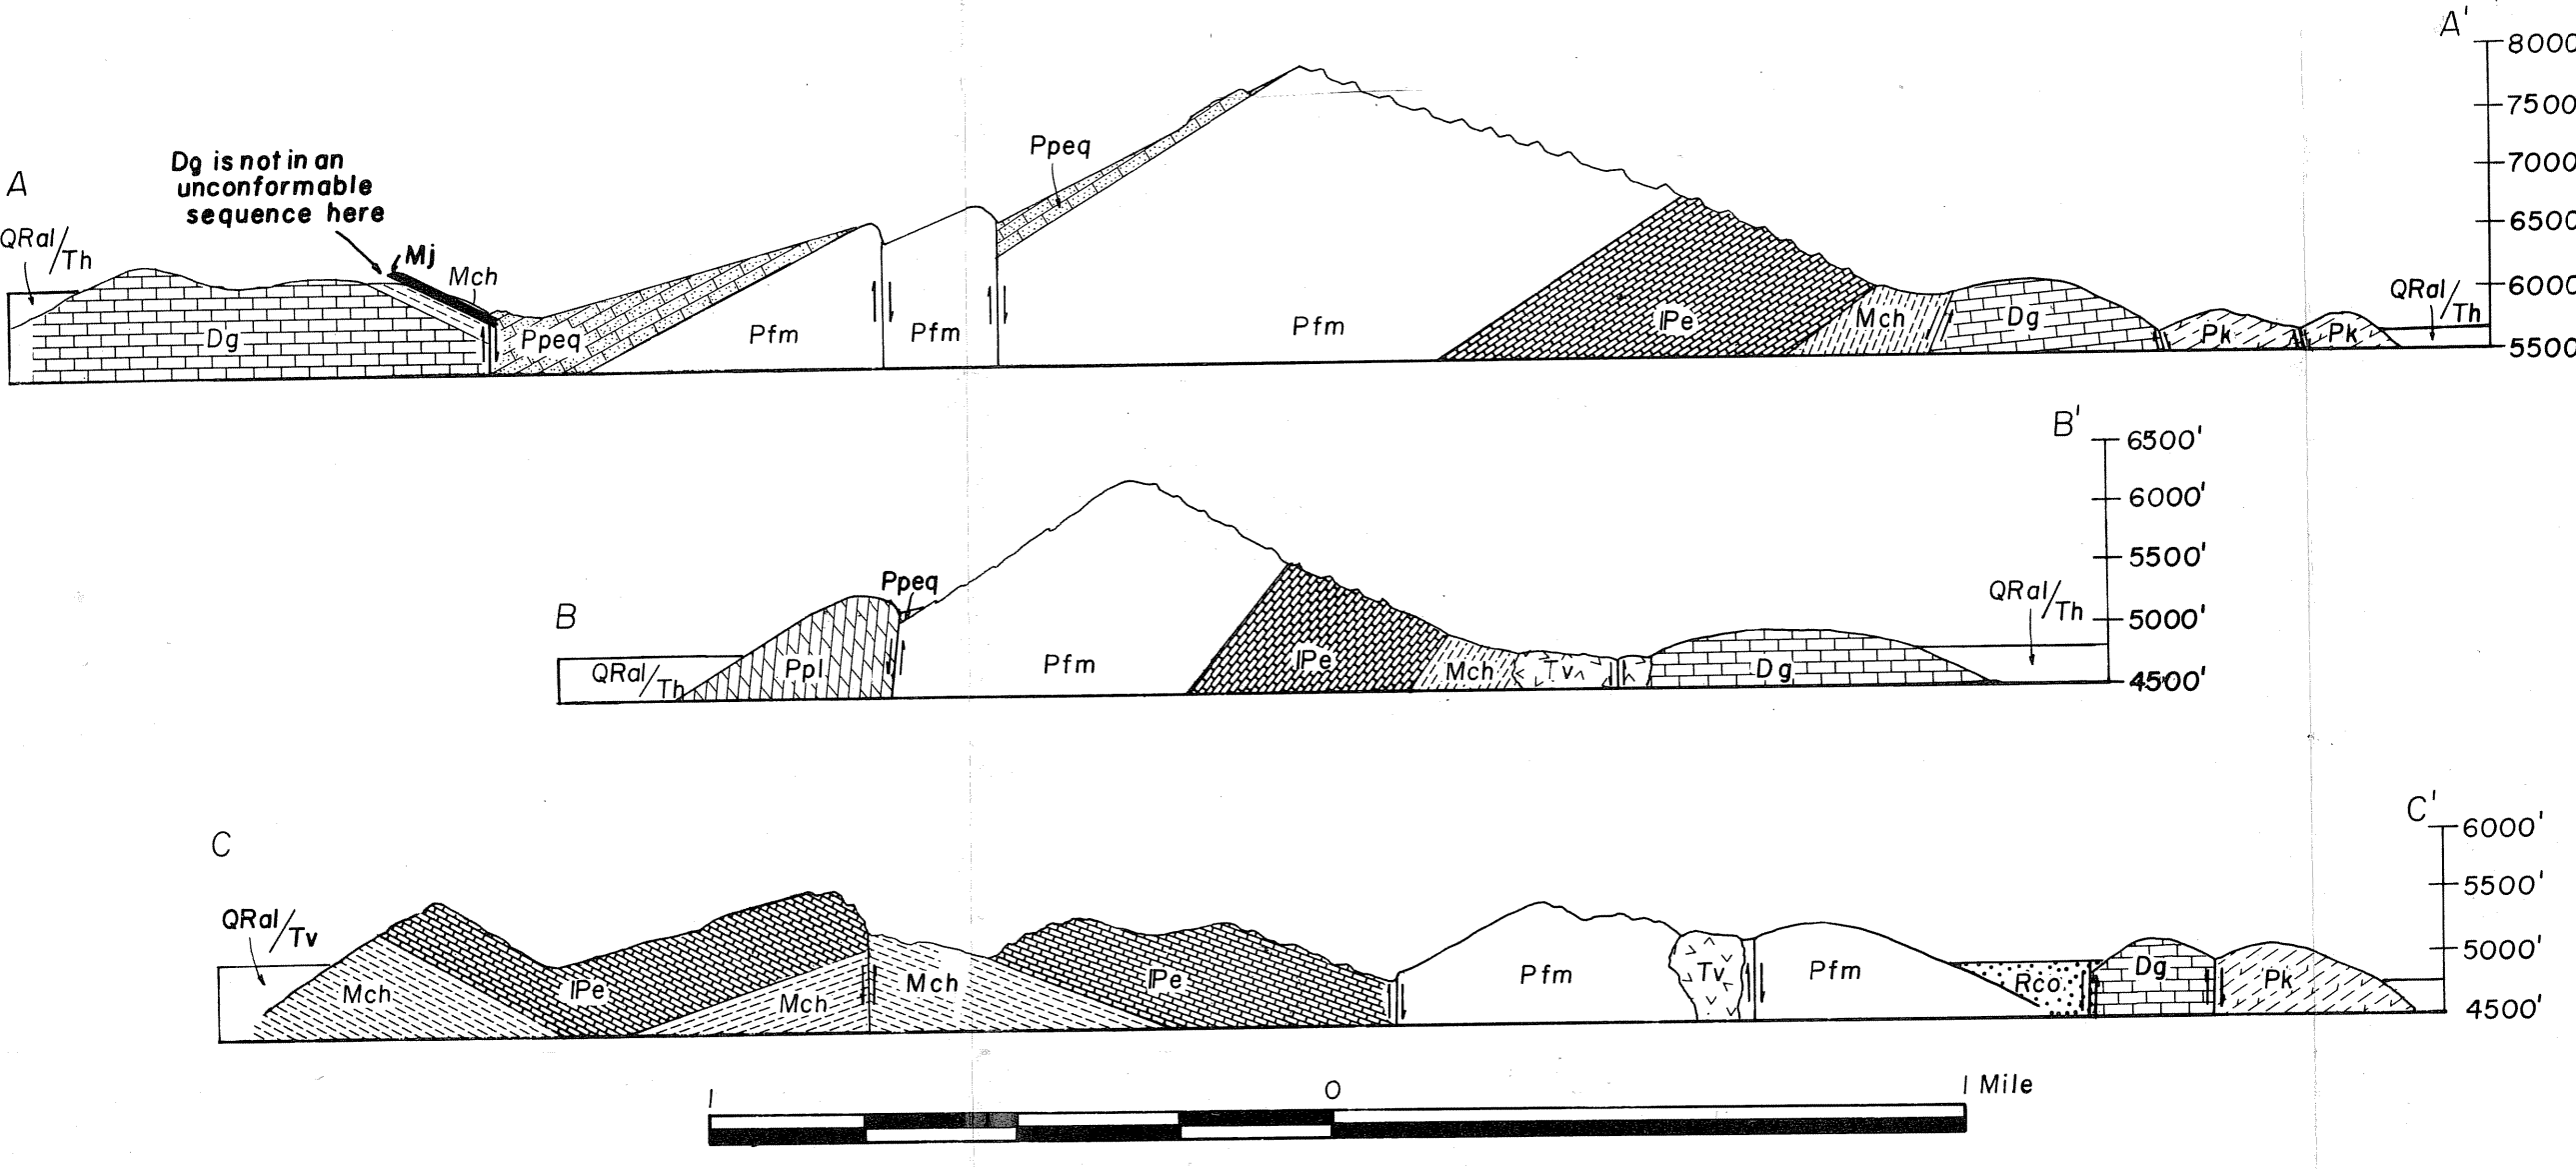 A'
8000
7500
7000
6500
6000
5500
A
Dg is not in an
unconformable
sequence here
QRal/Th
Mj
Mch
Dg
Ppeq
Pfm
Pfm
Ppeq
Pfm
IPe
Mch
Dg
Pk
Pk
QRal/Th
B'
6500'
6000'
5500'
5000'
4500'
B
QRal/Th
Ppl
Ppeq
Pfm
IPe
Mch
Tv
Dg
QRal/Th
C'
6000'
5500'
5000'
4500'
C
QRal/Tv
Mch
IPe
Mch
Mch
IPe
Pfm
Tv
Pfm
Rco
Dg
Pk
1 0 1 Mile